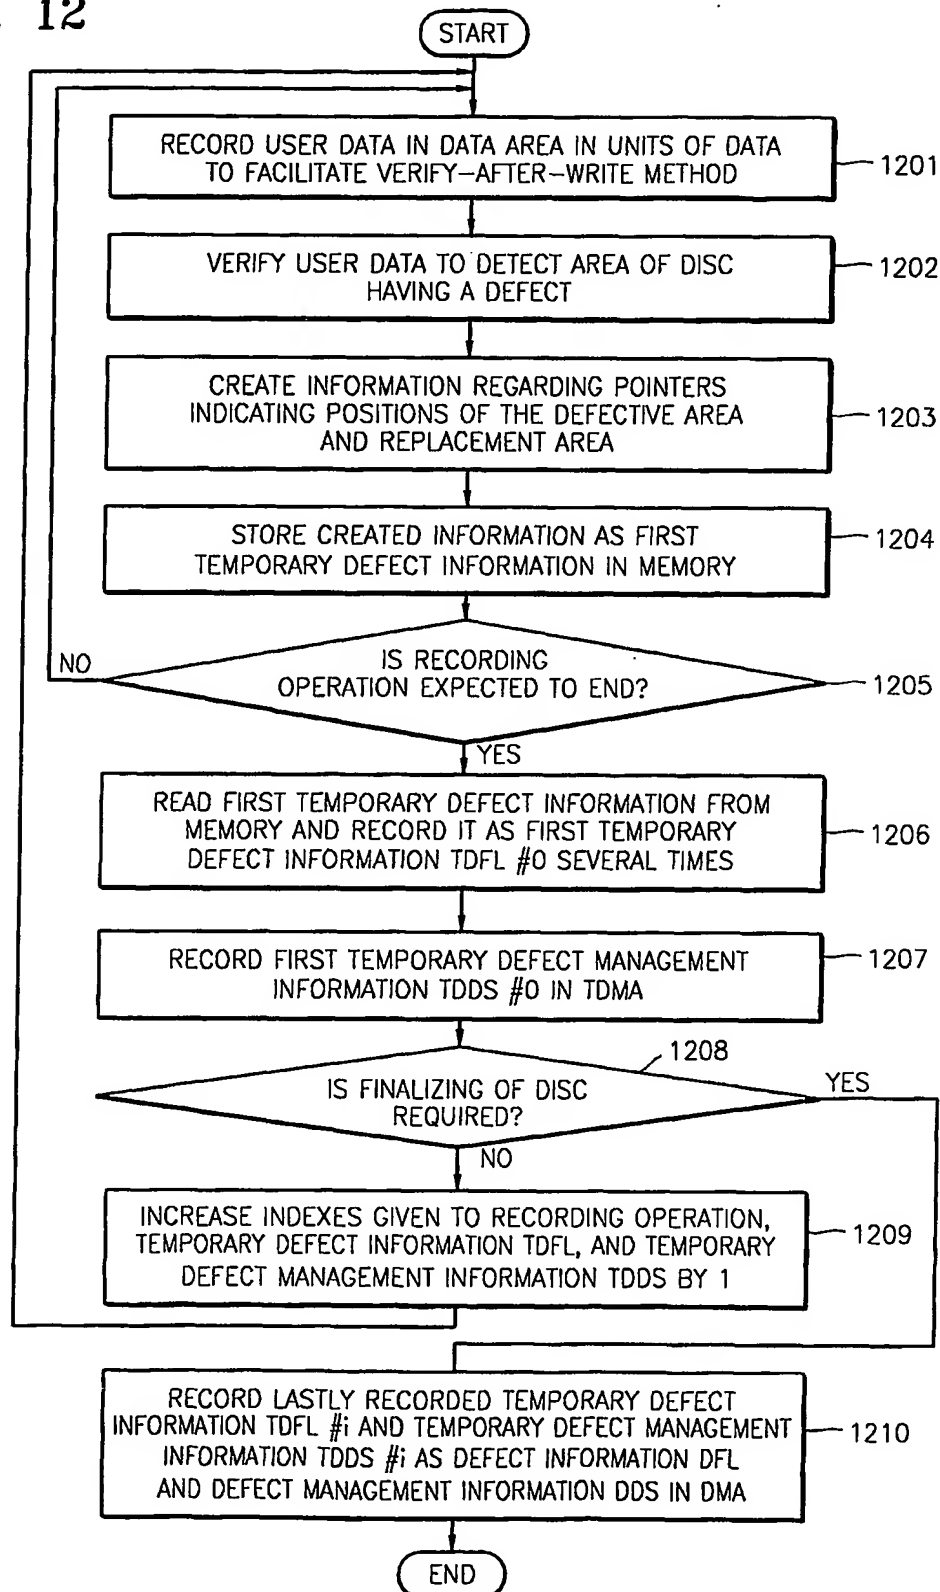 12
START
RECORD USER DATA IN DATA AREA IN UNITS OF DATA
TO FACILITATE VERIFY-AFTER-WRITE METHOD
1201
VERIFY USER DATA TO DETECT AREA OF DISC
HAVING A DEFECT
1202
CREATE INFORMATION REGARDING POINTERS
INDICATING POSITIONS OF THE DEFECTIVE AREA
AND REPLACEMENT AREA
1203
STORE CREATED INFORMATION AS FIRST
TEMPORARY DEFECT INFORMATION IN MEMORY
1204
NO
IS RECORDING
OPERATION EXPECTED TO END?
1205
YES
READ FIRST TEMPORARY DEFECT INFORMATION FROM
MEMORY AND RECORD IT AS FIRST TEMPORARY
DEFECT INFORMATION TDFL #0 SEVERAL TIMES
1206
RECORD FIRST TEMPORARY DEFECT MANAGEMENT
INFORMATION TDDS #0 IN TDMA
1207
1208
IS FINALIZING OF DISC
REQUIRED?
YES
NO
INCREASE INDEXES GIVEN TO RECORDING OPERATION,
TEMPORARY DEFECT INFORMATION TDFL, AND TEMPORARY
DEFECT MANAGEMENT INFORMATION TDDS BY 1
1209
RECORD LASTLY RECORDED TEMPORARY DEFECT
INFORMATION TDFL #i AND TEMPORARY DEFECT MANAGEMENT
INFORMATION TDDS #i AS DEFECT INFORMATION DFL
AND DEFECT MANAGEMENT INFORMATION DDS IN DMA
1210
END